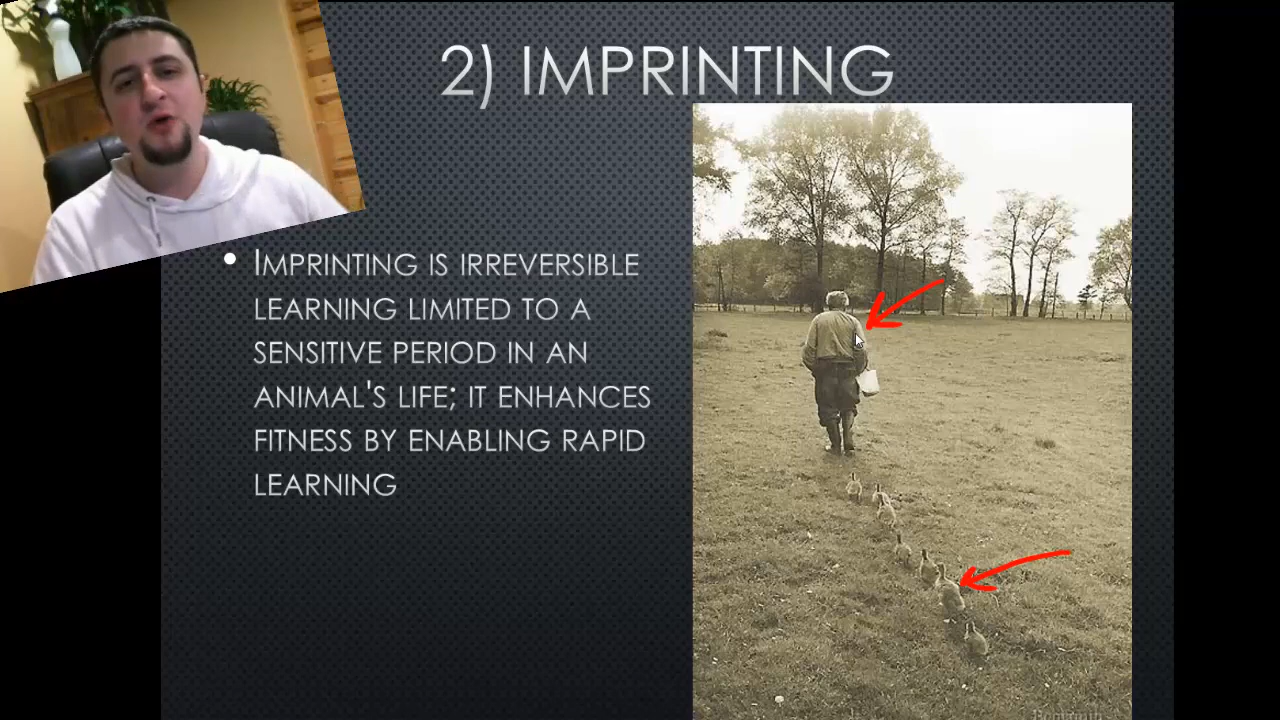 2) IMPRINTING
IMPRINTING IS IRREVERSIBLE
LEARNING LIMITED TO A
SENSITIVE PERIOD IN AN
ANIMAL'S LIFE; IT ENHANCES
FITNESS BY ENABLING RAPID
LEARNING